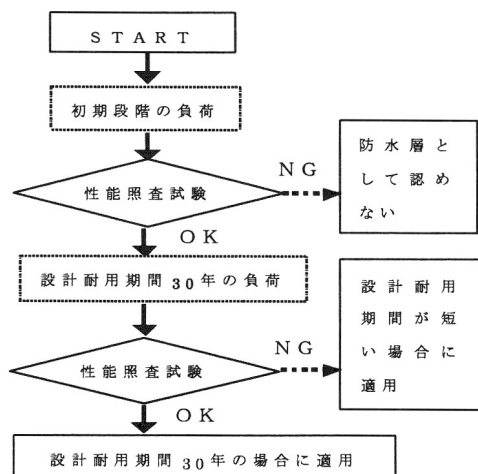 START
初期段階の負荷
性能照査試験
NG
防水層と
して認め
ない
OK
設計耐用期間30年の負荷
性能照査試験
NG
設計耐用
期間が短
い場合に
適用
OK
設計耐用期間30年の場合に適用